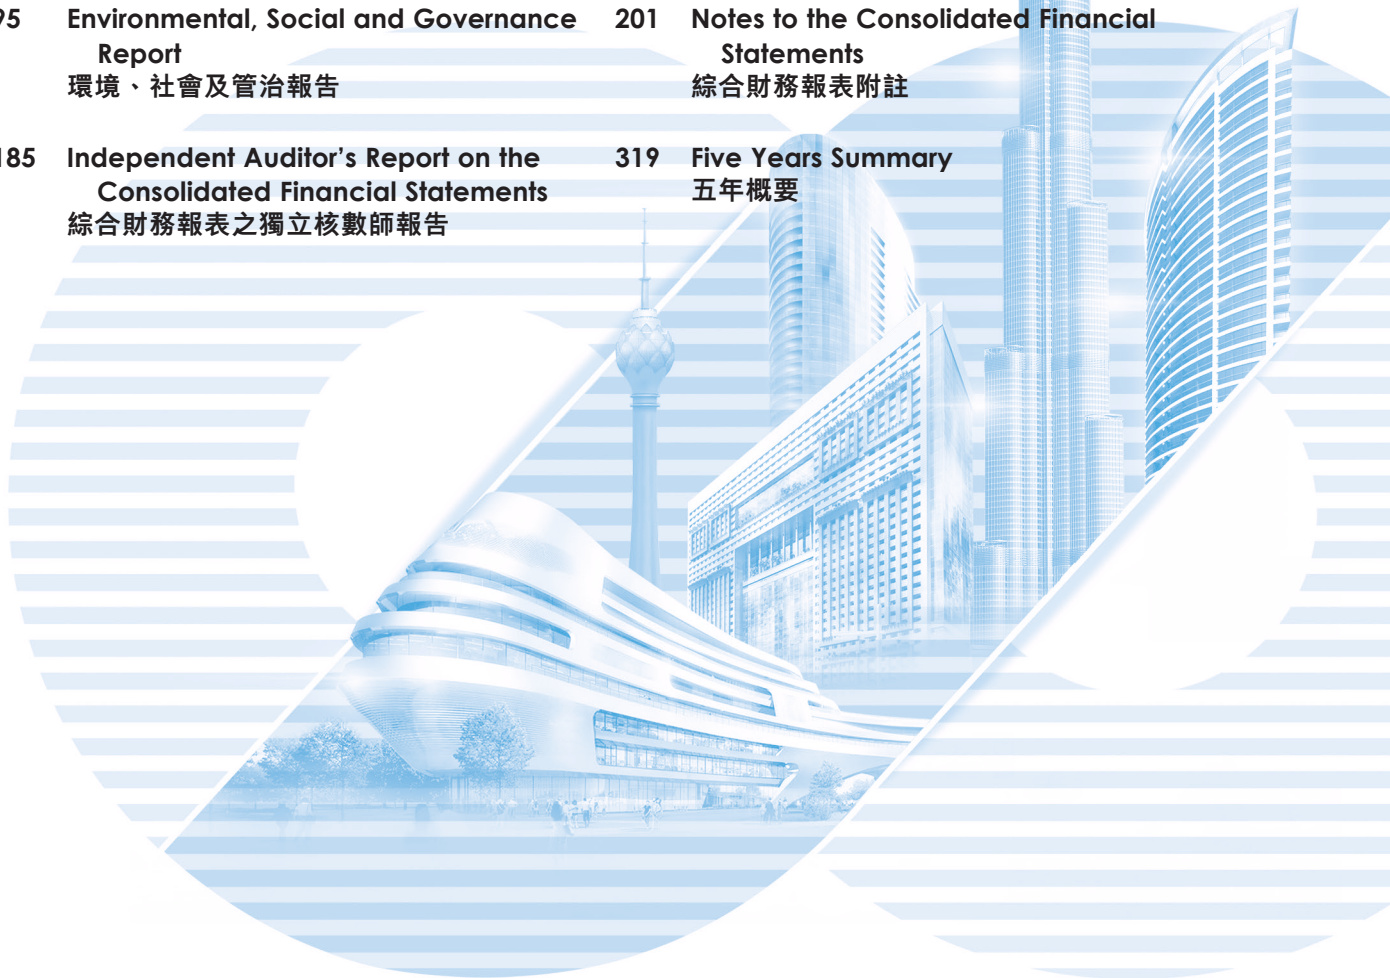 95 Environmental, Social and Governance
Report
環境、社會及管治報告
185 Independent Auditor’s Report on the
Consolidated Financial Statements
綜合財務報表之獨立核數師報告
201 Notes to the Consolidated Financial
Statements
綜合財務報表附註
319 Five Years Summary
五年概要